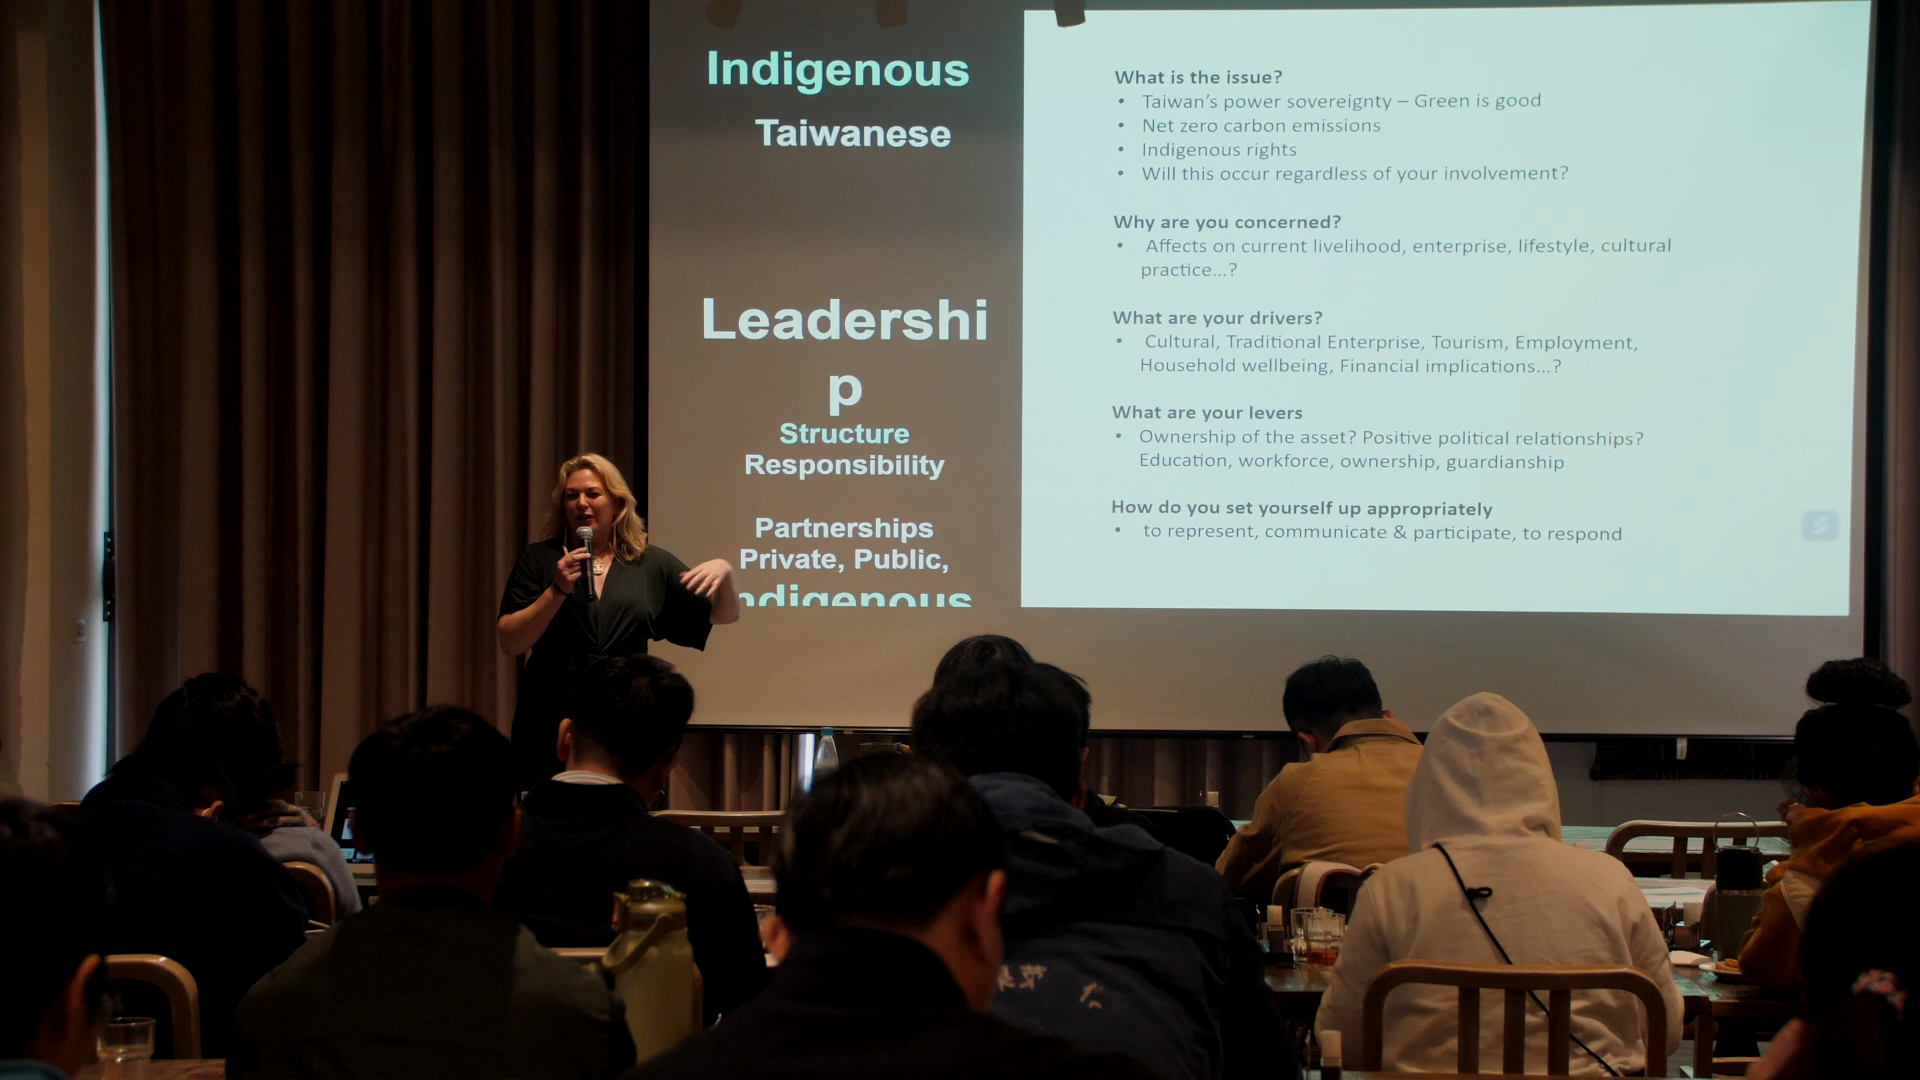 Indigenous
Taiwanese
Leadershi
p
Structure
Responsibility
Partnerships
Private, Public,
ndigenous
What is the issue?
• Taiwan's power sovereignty – Green is good
• Net zero carbon emissions
• Indigenous rights
• Will this occur regardless of your involvement?
Why are you concerned?
• Affects on current livelihood, enterprise, lifestyle, cultural
practice...?
What are your drivers?
• Cultural, Traditional Enterprise, Tourism, Employment,
Household wellbeing, Financial implications...?
What are your levers
• Ownership of the asset? Positive political relationships?
Education, workforce, ownership, guardianship
How do you set yourself up appropriately
• to represent, communicate & participate, to respond